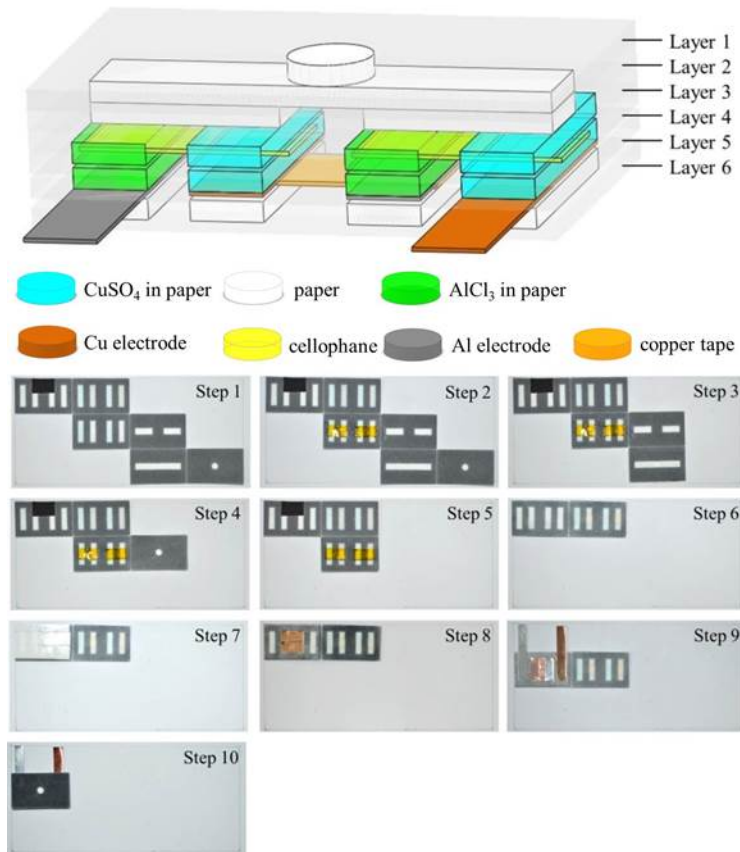 Layer 1
Layer 2
Layer 3
Layer 4
Layer 5
Layer 6
CuSO₄ in paper paper AlCl₃ in paper
Cu electrode cellophane Al electrode copper tape
Step 1 Step 2 Step 3
Step 4 Step 5 Step 6
Step 7 Step 8 Step 9
Step 10